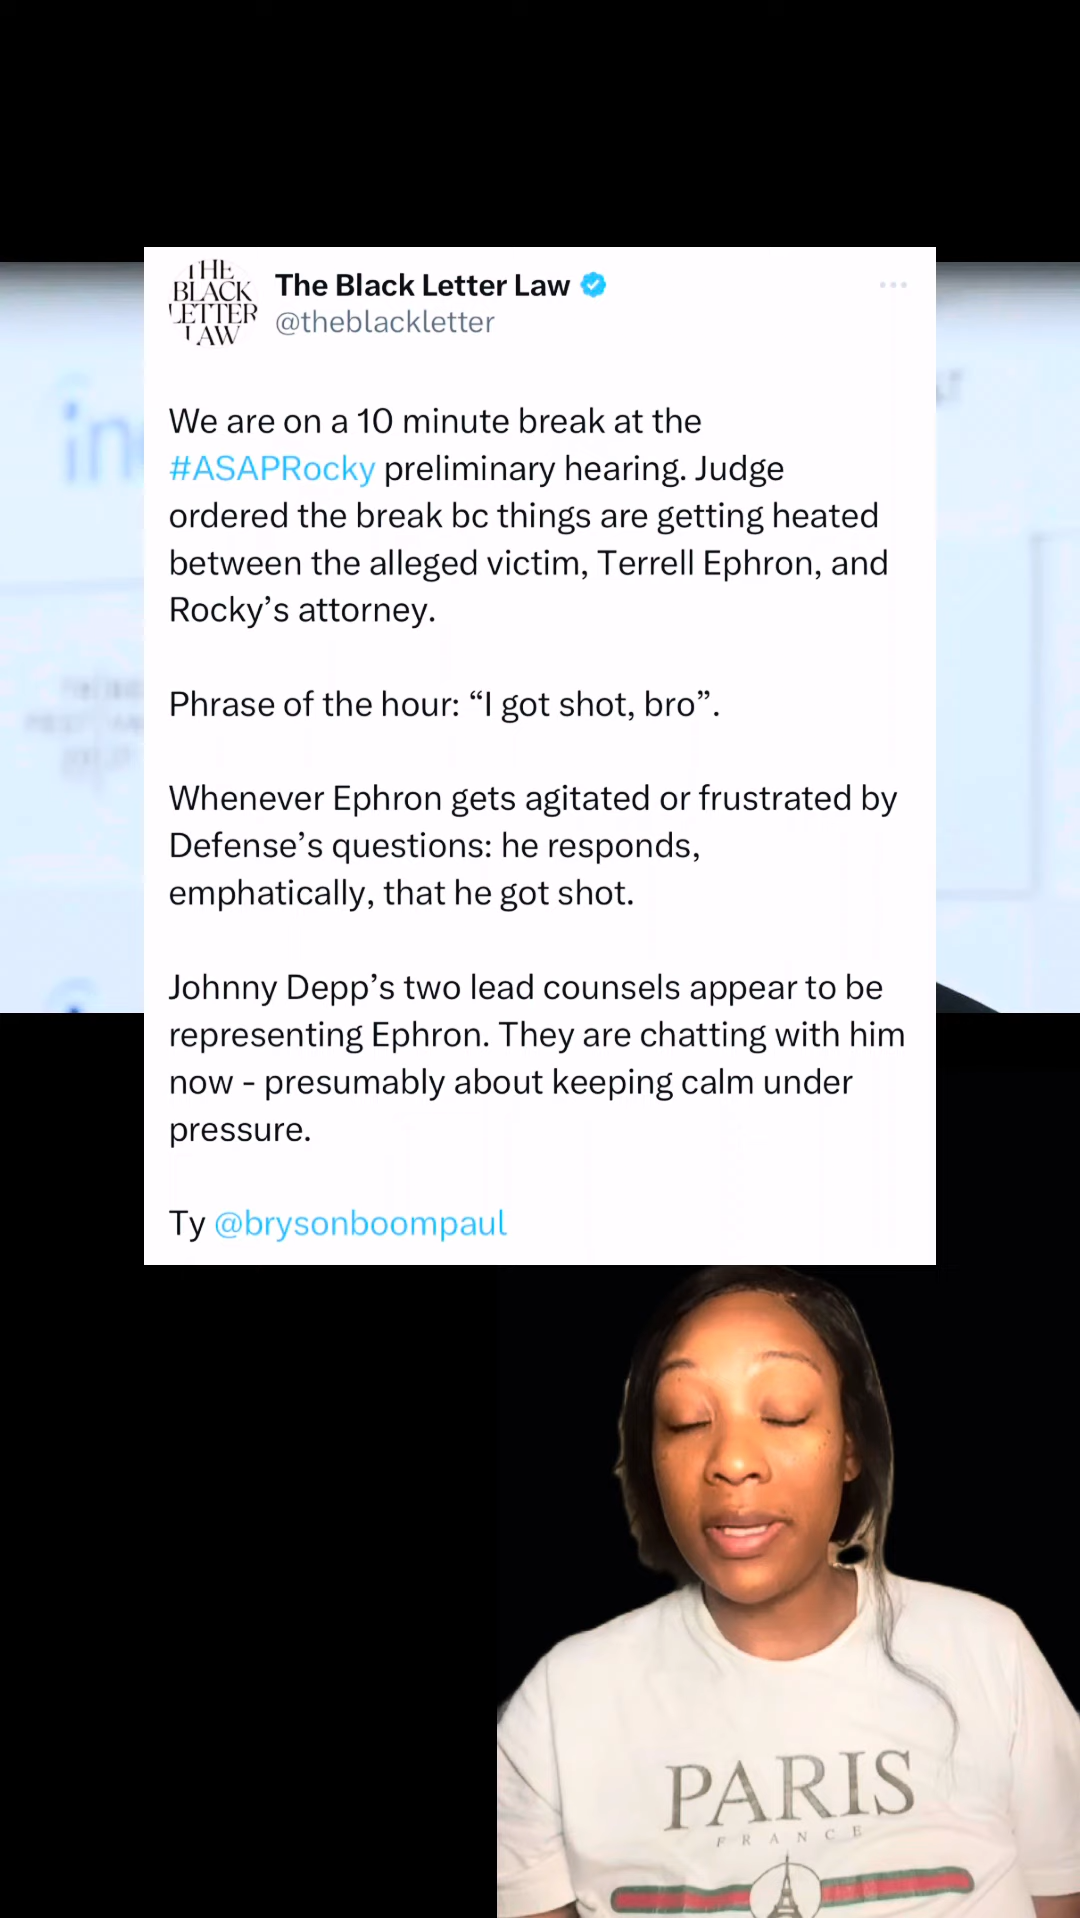 THE
BLACK
LETTER
LAW
The Black Letter Law
@theblackletter
We are on a 10 minute break at the
#ASAPRocky preliminary hearing. Judge
ordered the break bc things are getting heated
between the alleged victim, Terrell Ephron, and
Rocky’s attorney.
Phrase of the hour: “I got shot, bro”.
Whenever Ephron gets agitated or frustrated by
Defense’s questions: he responds,
emphatically, that he got shot.
Johnny Depp’s two lead counsels appear to be
representing Ephron. They are chatting with him
now - presumably about keeping calm under
pressure.
Ty @brysonboompaul
in
PARIS
FRANCE